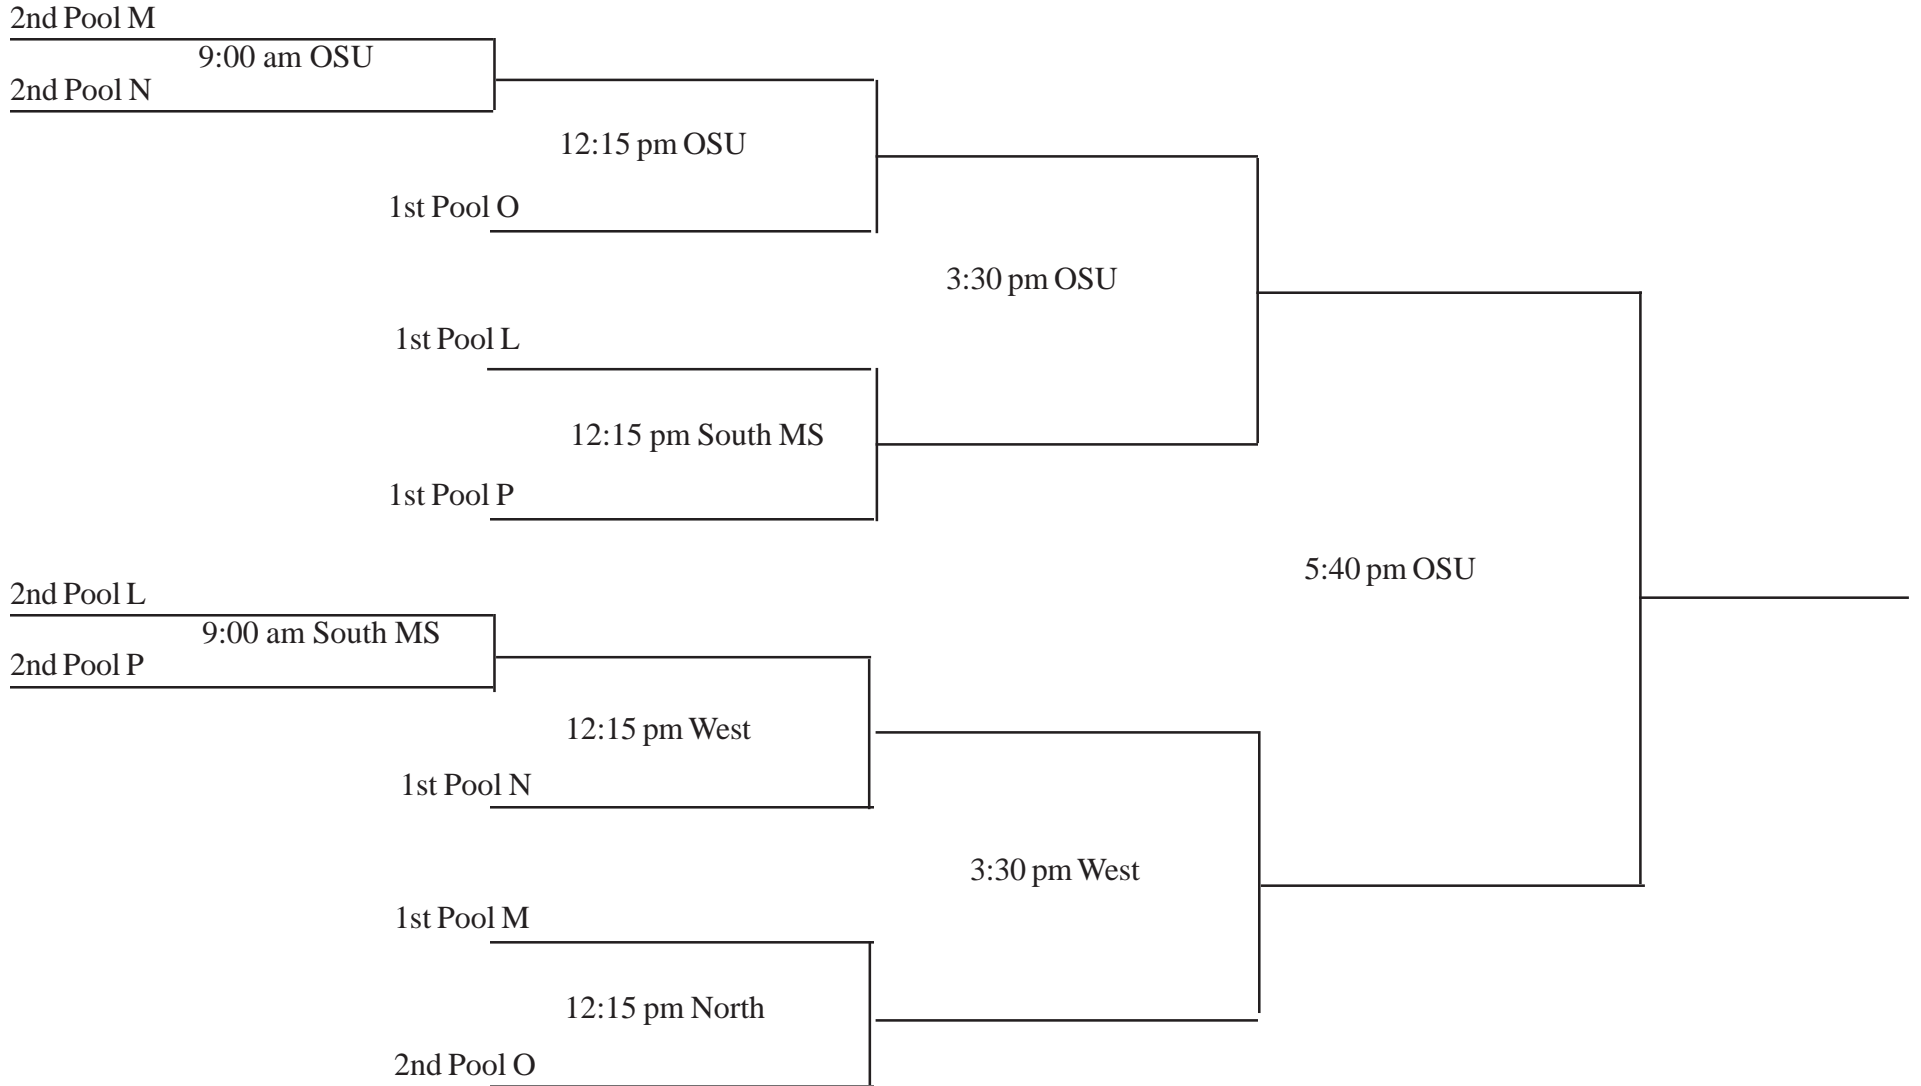 2nd Pool M
9:00 am OSU
2nd Pool N
12:15 pm OSU
1st Pool O
3:30 pm OSU
1st Pool L
12:15 pm South MS
1st Pool P
5:40 pm OSU
2nd Pool L
9:00 am South MS
2nd Pool P
12:15 pm West
1st Pool N
3:30 pm West
1st Pool M
12:15 pm North
2nd Pool O